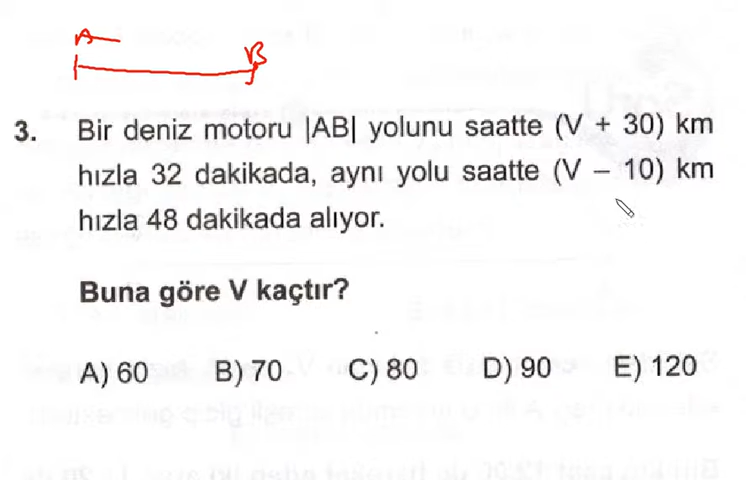 A
B
3. Bir deniz motoru |AB| yolunu saatte (V + 30) km
hızla 32 dakikada, aynı yolu saatte (V – 10) km
hızla 48 dakikada alıyor.
Buna göre V kaçtır?
A) 60 B) 70 C) 80 D) 90 E) 120